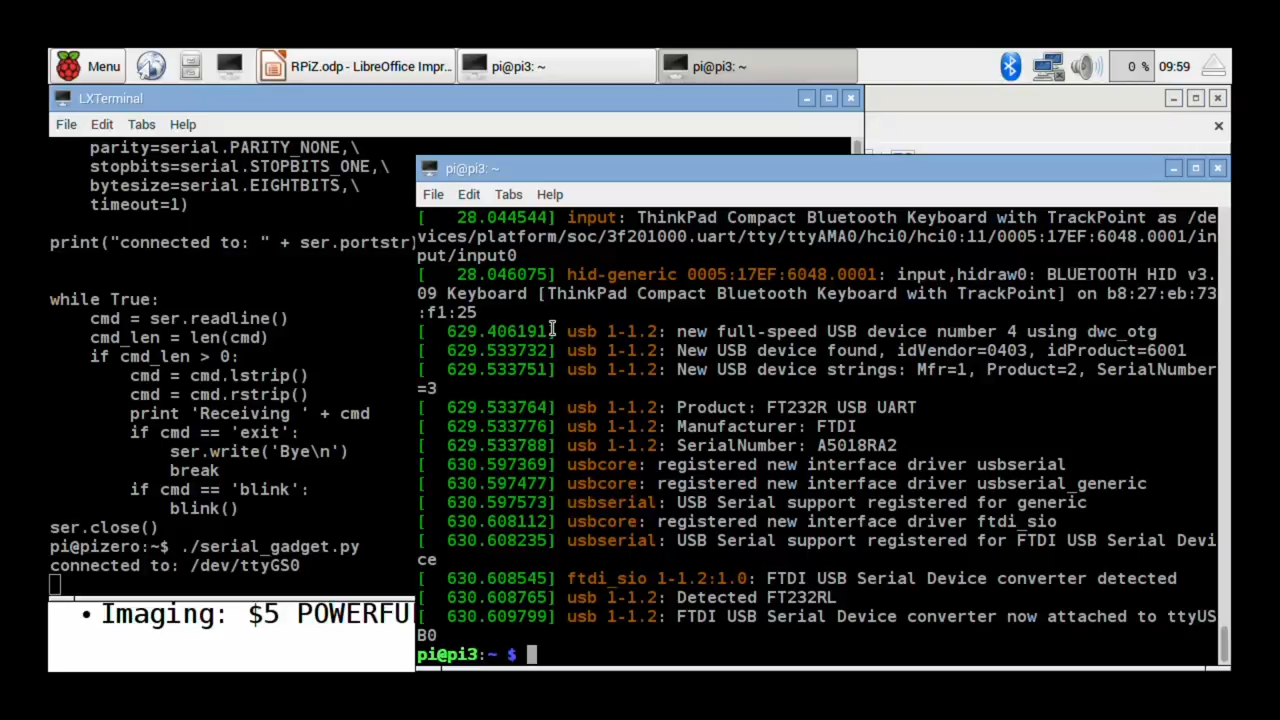 Menu
RPiZ.odp - LibreOffice Impr...
pi@pi3: ~
pi@pi3: ~
0 %
09:59
LXTerminal
File Edit Tabs Help
parity=serial.PARITY_NONE,\
stopbits=serial.STOPBITS_ONE,\
bytesize=serial.EIGHTBITS,\
timeout=1)
print("connected to: " + ser.portstr)
while True:
cmd = ser.readline()
cmd_len = len(cmd)
if cmd_len > 0:
cmd = cmd.lstrip()
cmd = cmd.rstrip()
print 'Receiving ' + cmd
if cmd == 'exit':
ser.write('Bye\n')
break
if cmd == 'blink':
blink()
ser.close()
pi@pizero:~$ ./serial_gadget.py
connected to: /dev/ttyGS0
• Imaging: $5 POWERFU
pi@pi3: ~
File Edit Tabs Help
[   28.044544] input: ThinkPad Compact Bluetooth Keyboard with TrackPoint as /de
vices/platform/soc/3f201000.uart/tty/ttyAMA0/hci0/hci0:11/0005:17EF:6048.0001/in
put/input0
[   28.046075] hid-generic 0005:17EF:6048.0001: input,hidraw0: BLUETOOTH HID v3.
09 Keyboard [ThinkPad Compact Bluetooth Keyboard with TrackPoint] on b8:27:eb:73
:f1:25
[  629.406191] usb 1-1.2: new full-speed USB device number 4 using dwc_otg
[  629.533732] usb 1-1.2: New USB device found, idVendor=0403, idProduct=6001
[  629.533751] usb 1-1.2: New USB device strings: Mfr=1, Product=2, SerialNumber
=3
[  629.533764] usb 1-1.2: Product: FT232R USB UART
[  629.533776] usb 1-1.2: Manufacturer: FTDI
[  629.533788] usb 1-1.2: SerialNumber: A5018RA2
[  630.597369] usbcore: registered new interface driver usbserial
[  630.597477] usbcore: registered new interface driver usbserial_generic
[  630.597573] usbserial: USB Serial support registered for generic
[  630.608112] usbcore: registered new interface driver ftdi_sio
[  630.608235] usbserial: USB Serial support registered for FTDI USB Serial Devi
ce
[  630.608545] ftdi_sio 1-1.2:1.0: FTDI USB Serial Device converter detected
[  630.608765] usb 1-1.2: Detected FT232RL
[  630.609799] usb 1-1.2: FTDI USB Serial Device converter now attached to ttyUS
B0
pi@pi3:~ $